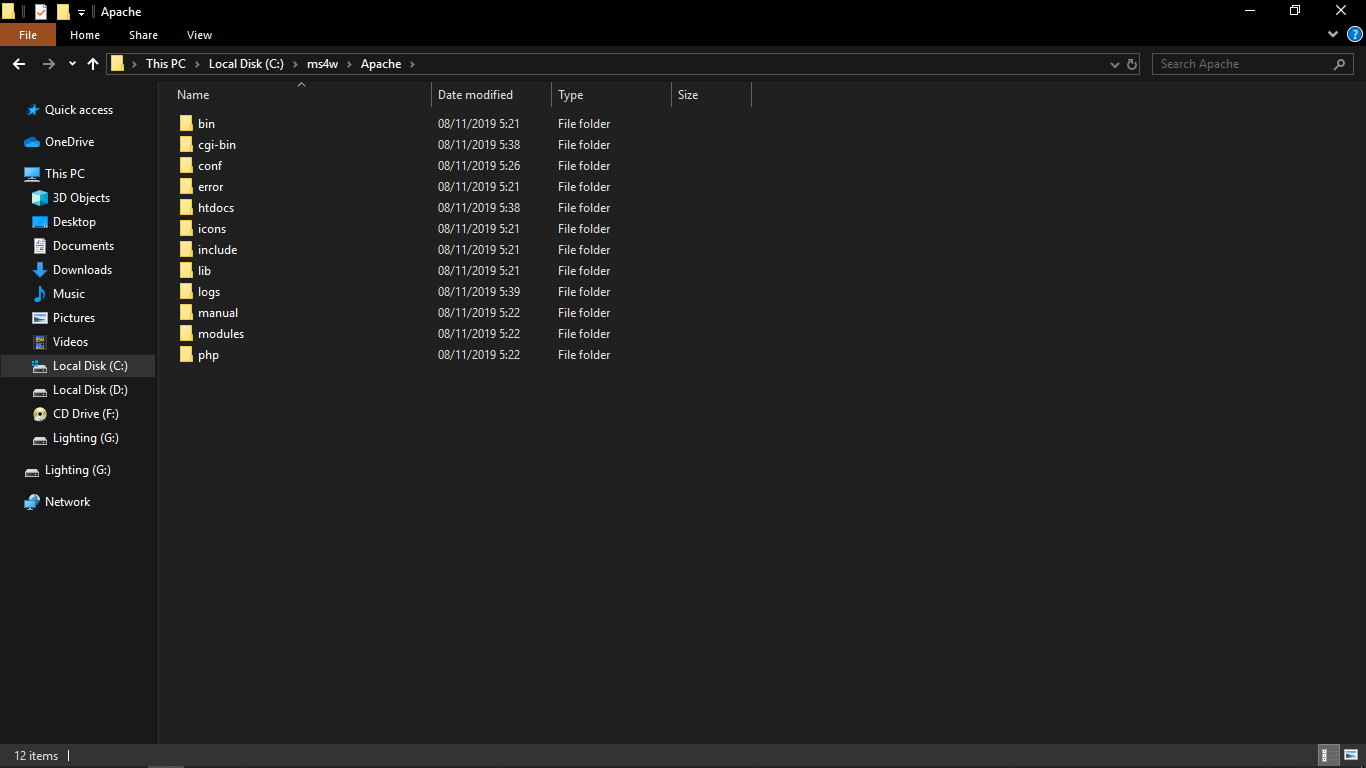 Apache
File Home Share View
This PC Local Disk (C:) ms4w Apache Search Apache
Name Date modified Type Size
Quick access
OneDrive
This PC
3D Objects
Desktop
Documents
Downloads
Music
Pictures
Videos
Local Disk (C:)
Local Disk (D:)
CD Drive (F:)
Lighting (G:)
Lighting (G:)
Network
bin 08/11/2019 5:21 File folder
cgi-bin 08/11/2019 5:38 File folder
conf 08/11/2019 5:26 File folder
error 08/11/2019 5:21 File folder
htdocs 08/11/2019 5:38 File folder
icons 08/11/2019 5:21 File folder
include 08/11/2019 5:21 File folder
lib 08/11/2019 5:21 File folder
logs 08/11/2019 5:39 File folder
manual 08/11/2019 5:22 File folder
modules 08/11/2019 5:22 File folder
php 08/11/2019 5:22 File folder
12 items